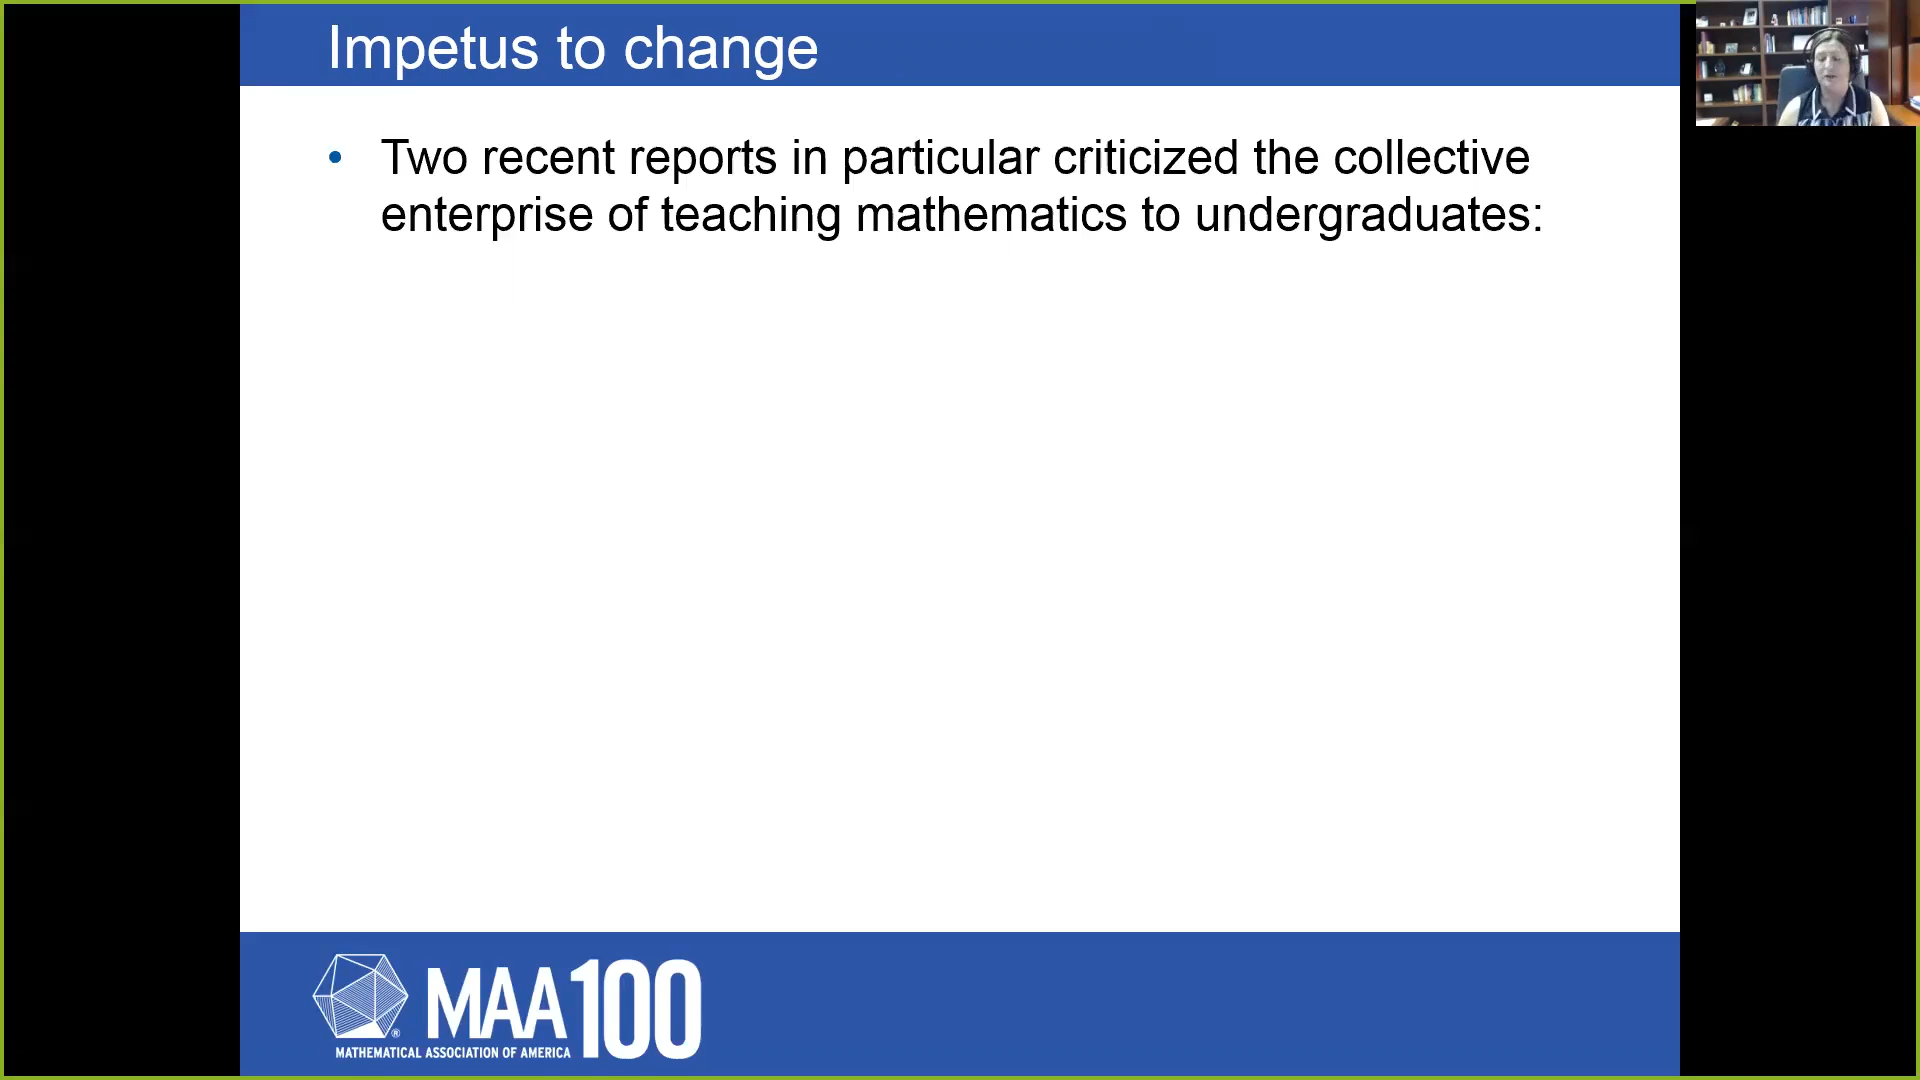 Impetus to change
• Two recent reports in particular criticized the collective
enterprise of teaching mathematics to undergraduates:
MAA100
®
MATHEMATICAL ASSOCIATION OF AMERICA